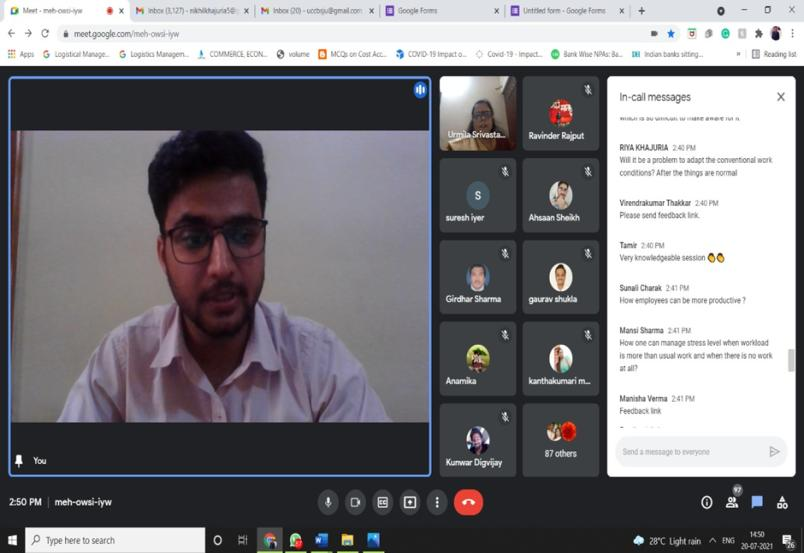 Meet - meh-owsi-iyw
Inbox (3,127) - nikhilkhajuria5@
Inbox (20) - uccbsju@gmail.com
Google Forms
Untitled form - Google Forms
meet.google.com/meh-owsi-iyw
Apps
Logistical Manage...
Logistics Managem...
COMMERCE, ECON...
volume
MCQs on Cost Acc...
COVID-19 Impact o...
Covid-19 - Impact...
Bank Wise NPAs: Ba...
Indian banks sitting...
»
Reading list
You
Urmila Srivasta...
Ravinder Rajput
S
suresh iyer
Ahsaan Sheikh
Girdhar Sharma
gaurav shukla
Anamika
kanthakumari m...
Kunwar Digvijay
87 others
In-call messages
RIYA KHAJURIA 2:40 PM
Will it be a problem to adapt the conventional work
conditions? After the things are normal
Virendrakumar Thakkar 2:40 PM
Please send feedback link.
Tamir 2:40 PM
Very knowledgeable session 👏👏
Sunali Charak 2:41 PM
How employees can be more productive ?
Mansi Sharma 2:41 PM
How one can manage stress level when workload
is more than usual work and when there is no work
at all?
Manisha Verma 2:41 PM
Feedback link
Send a message to everyone
2:50 PM | meh-owsi-iyw
97
Type here to search
28°C Light rain
ENG
14:50
20-07-2021
26